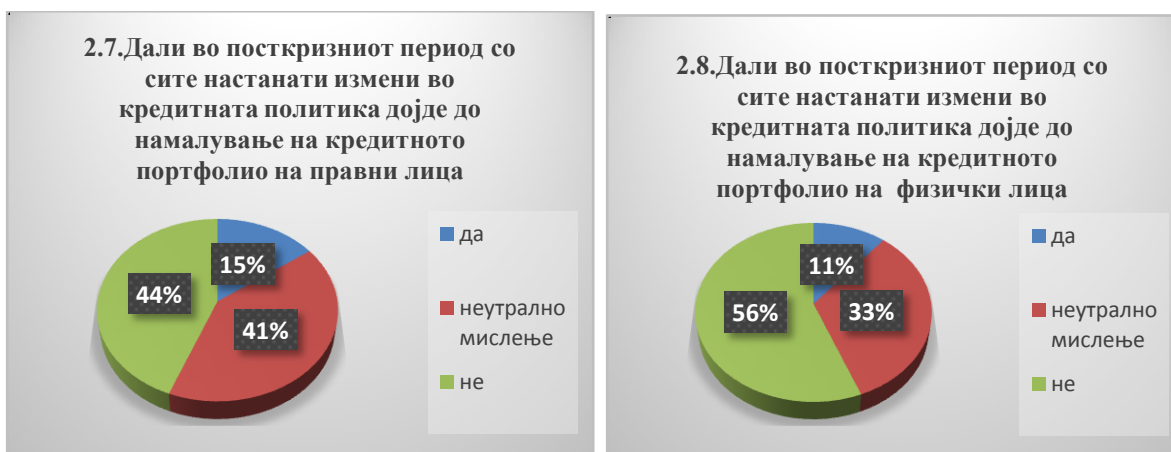 2.7.Дали во посткризниот период со
сите настанати измени во
кредитната политика дојде до
намалување на кредитното
портфолио на правни лица
15%
44%
41%
да
неутрално
мислење
не
2.8.Дали во посткризниот период со
сите настанати измени во
кредитната политика дојде до
намалување на кредитното
портфолио на физички лица
11%
56%
33%
да
неутрално
мислење
не